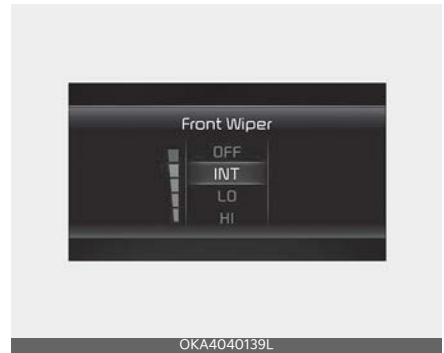 Front Wiper
OFF
INT
LO
HI
OKA4040139L